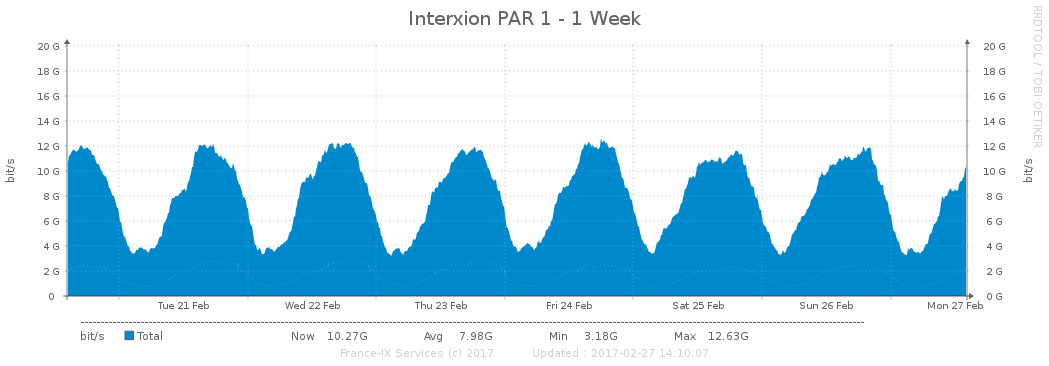 Interxion PAR 1 - 1 Week
RRDTOOL / TOBI OETIKER
bit/s
20 G 20 G
18 G 18 G
16 G 16 G
14 G 14 G
12 G 12 G
10 G 10 G
8 G 8 G
6 G 6 G
4 G 4 G
2 G 2 G
0 0 G
bit/s
Tue 21 Feb Wed 22 Feb Thu 23 Feb Fri 24 Feb Sat 25 Feb Sun 26 Feb Mon 27 Feb
bit/s Total Now 10.27G Avg 7.98G Min 3.18G Max 12.63G
France-IX Services (c) 2017 Updated : 2017-02-27 14:10:07